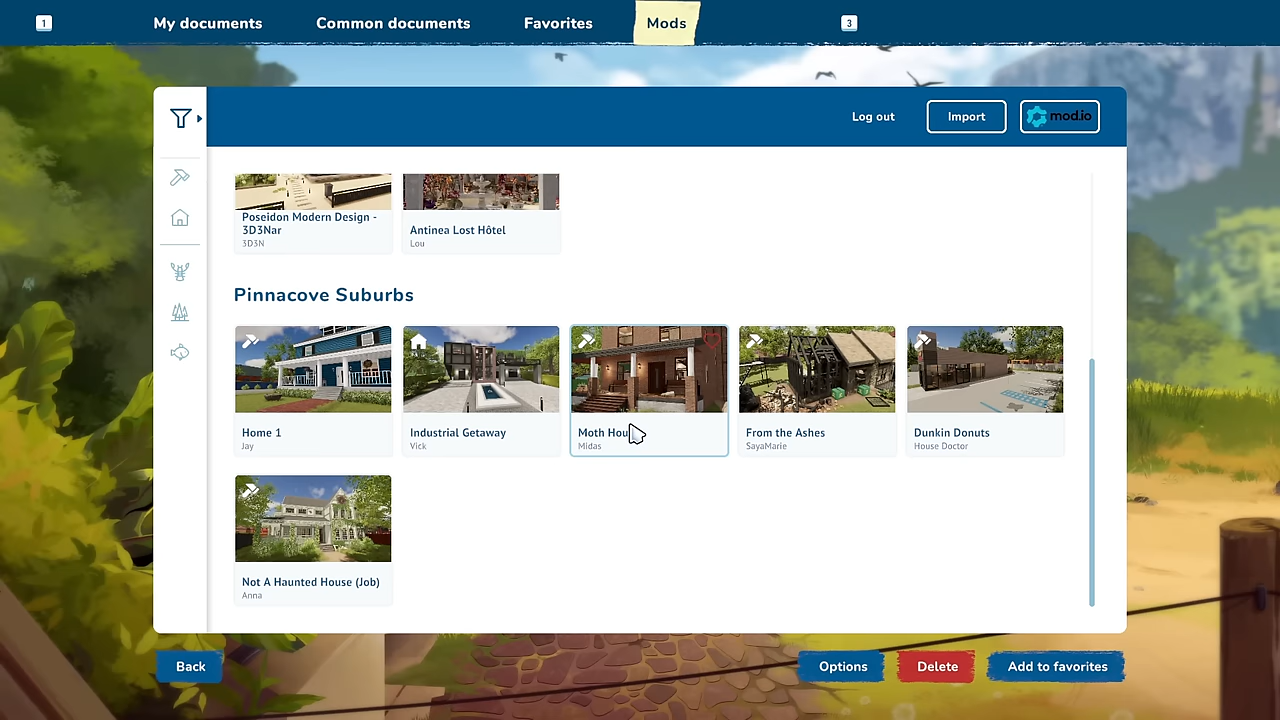 1
My documents
Common documents
Favorites
Mods
3
Log out
Import
mod.io
Poseidon Modern Design -
3D3Nar
3D3N
Antinea Lost Hôtel
Lou
Pinnacove Suburbs
Home 1
Jay
Industrial Getaway
Vick
Moth Hou
Midas
From the Ashes
SayaMarie
Dunkin Donuts
House Doctor
Not A Haunted House (Job)
Anna
Back
Options
Delete
Add to favorites